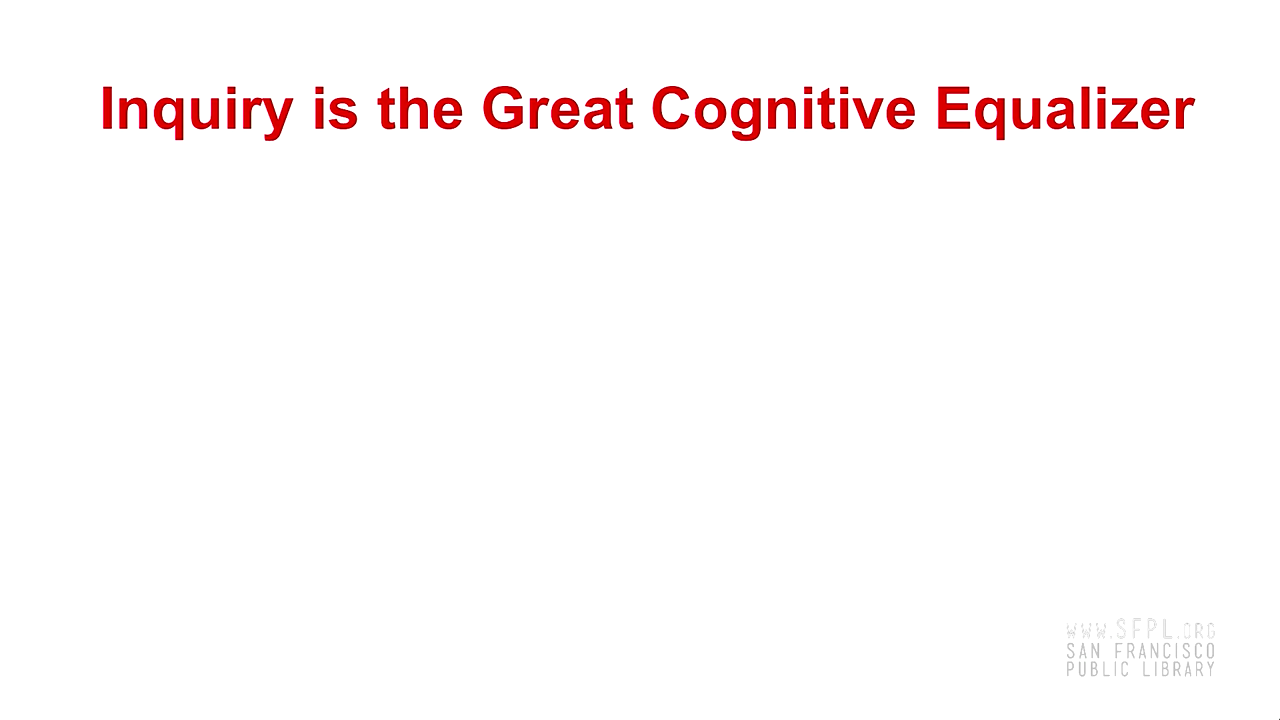 Inquiry is the Great Cognitive Equalizer
WWW.SFPL.ORG
SAN FRANCISCO
PUBLIC LIBRARY